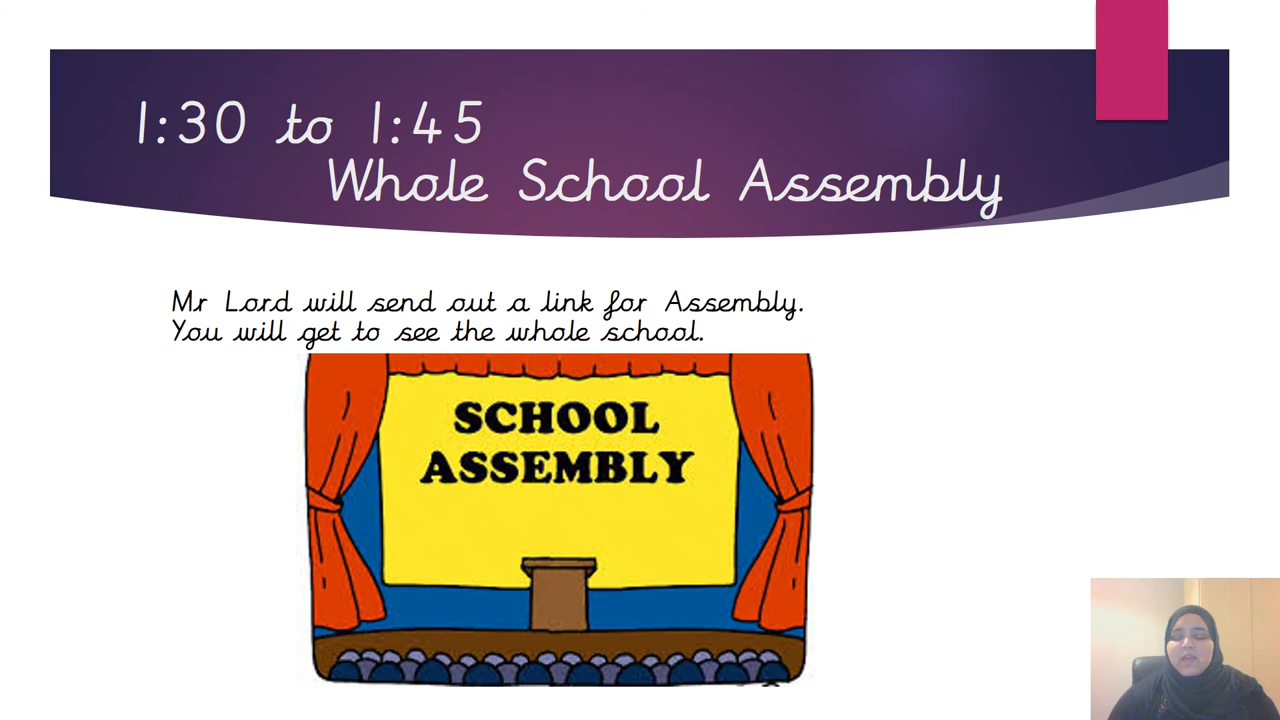 1:30 to 1:45
Whole School Assembly
Mr Lord will send out a link for Assembly.
You will get to see the whole school.
SCHOOL
ASSEMBLY